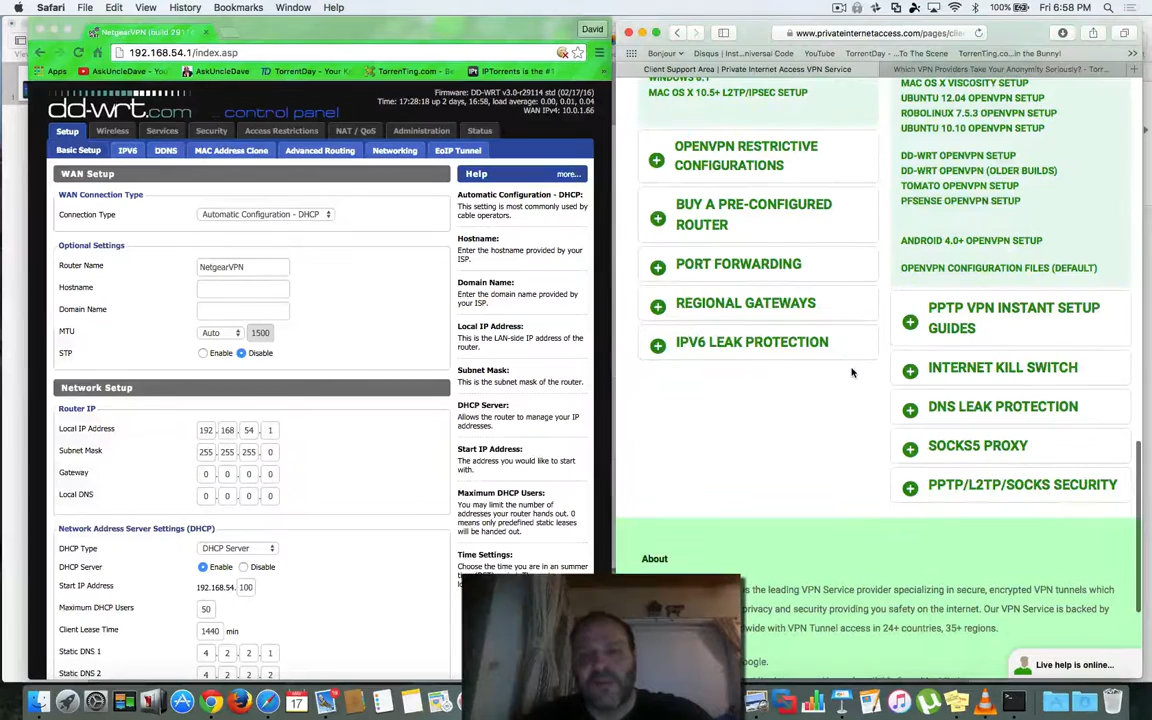 Safari File Edit View History Bookmarks Window Help 100% Fri 6:58 PM
NetgearVPN (build 2911 David
192.168.54.1/index.asp
Apps AskUncleDave – You AskUncleDave TorrentDay - Your K TorrenTing.com - Ex IPTorrents is the #1 »
dd-wrt.com ... control panel
Firmware: DD-WRT v3.0-r29114 std (02/17/16)
Time: 17:28:18 up 2 days, 16:58, load average: 0.00, 0.01, 0.04
WAN IPv4: 10.0.1.66
Setup Wireless Services Security Access Restrictions NAT / QoS Administration Status
Basic Setup IPV6 DDNS MAC Address Clone Advanced Routing Networking EoIP Tunnel
WAN Setup
WAN Connection Type
Connection Type Automatic Configuration - DHCP
Optional Settings
Router Name NetgearVPN
Hostname
Domain Name
MTU Auto 1500
STP Enable Disable
Network Setup
Router IP
Local IP Address 192 . 168 . 54 . 1
Subnet Mask 255 . 255 . 255 . 0
Gateway 0 . 0 . 0 . 0
Local DNS 0 . 0 . 0 . 0
Network Address Server Settings (DHCP)
DHCP Type DHCP Server
DHCP Server Enable Disable
Start IP Address 192.168.54. 100
Maximum DHCP Users 50
Client Lease Time 1440 min
Static DNS 1 4 . 2 . 2 . 1
Static DNS 2 4 . 2 . 2 . 2
Help more...
Automatic Configuration - DHCP:
This setting is most commonly used by
cable operators.
Hostname:
Enter the hostname provided by your
ISP.
Domain Name:
Enter the domain name provided by
your ISP.
Local IP Address:
This is the LAN-side IP address of the
router.
Subnet Mask:
This is the subnet mask of the router.
DHCP Server:
Allows the router to manage your IP
addresses.
Start IP Address:
The address you would like to start
with.
Maximum DHCP Users:
You may limit the number of
addresses your router hands out. 0
means only predefined static leases
will be handed out.
Time Settings:
Choose the time you are in an summer
www.privateinternetaccess.com/pages/clie
Bonjour Disqus | Inst...iversal Code YouTube TorrentDay - ...To The Scene TorrenTing.co...in the Bunny! »
Client Support Area | Private Internet Access VPN Service Which VPN Providers Take Your Anonymity Seriously? - Torr...
WINDOWS 8.1
MAC OS X 10.5+ L2TP/IPSEC SETUP
OPENVPN RESTRICTIVE
CONFIGURATIONS
BUY A PRE-CONFIGURED
ROUTER
PORT FORWARDING
REGIONAL GATEWAYS
IPV6 LEAK PROTECTION
MAC OS X VISCOSITY SETUP
UBUNTU 12.04 OPENVPN SETUP
ROBOLINUX 7.5.3 OPENVPN SETUP
UBUNTU 10.10 OPENVPN SETUP
DD-WRT OPENVPN SETUP
DD-WRT OPENVPN (OLDER BUILDS)
TOMATO OPENVPN SETUP
PFSENSE OPENVPN SETUP
ANDROID 4.0+ OPENVPN SETUP
OPENVPN CONFIGURATION FILES (DEFAULT)
PPTP VPN INSTANT SETUP
GUIDES
INTERNET KILL SWITCH
DNS LEAK PROTECTION
SOCKS5 PROXY
PPTP/L2TP/SOCKS SECURITY
About
s the leading VPN Service provider specializing in secure, encrypted VPN tunnels which
privacy and security providing you safety on the internet. Our VPN Service is backed by
dwide with VPN Tunnel access in 24+ countries, 35+ regions.
ogle.
Live help is online...
17